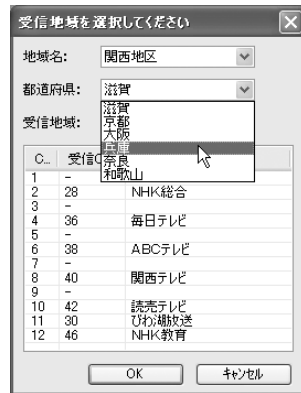 受信地域を選択してください
地域名: 関西地区
都道府県: 滋賀
滋賀
京都
大阪
受信地域: 兵庫
奈良
和歌山
C... 受信C
1 -
2 28 NHK総合
3 -
4 36 毎日テレビ
5 -
6 38 ABCテレビ
7 -
8 40 関西テレビ
9 -
10 42 読売テレビ
11 30 びわ湖放送
12 46 NHK教育
OK キャンセル